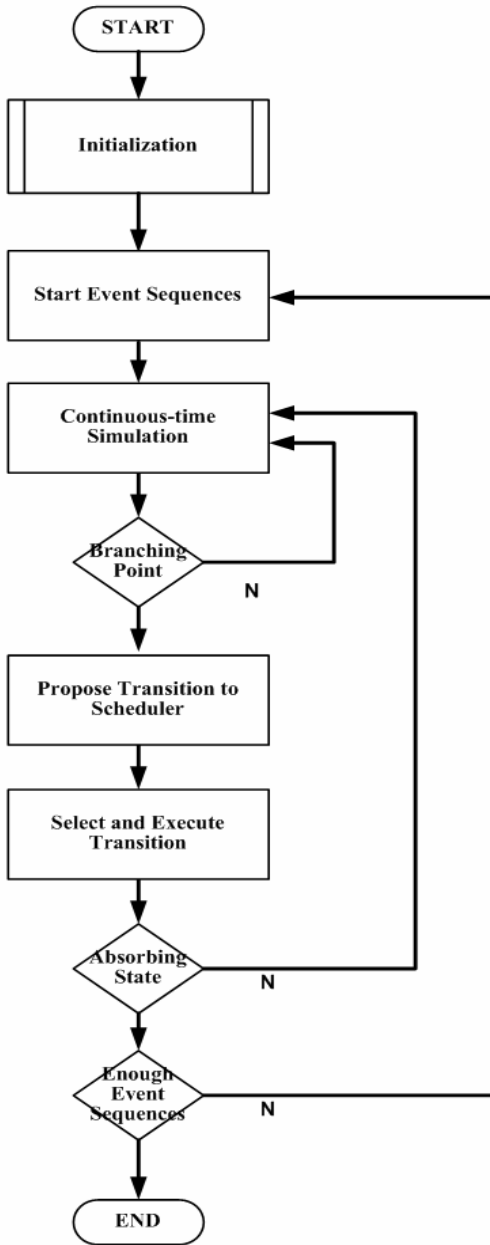 START
Initialization
Start Event Sequences
Continuous-time
Simulation
Branching
Point
N
Propose Transition to
Scheduler
Select and Execute
Transition
Absorbing
State
N
Enough
Event
Sequences
N
END